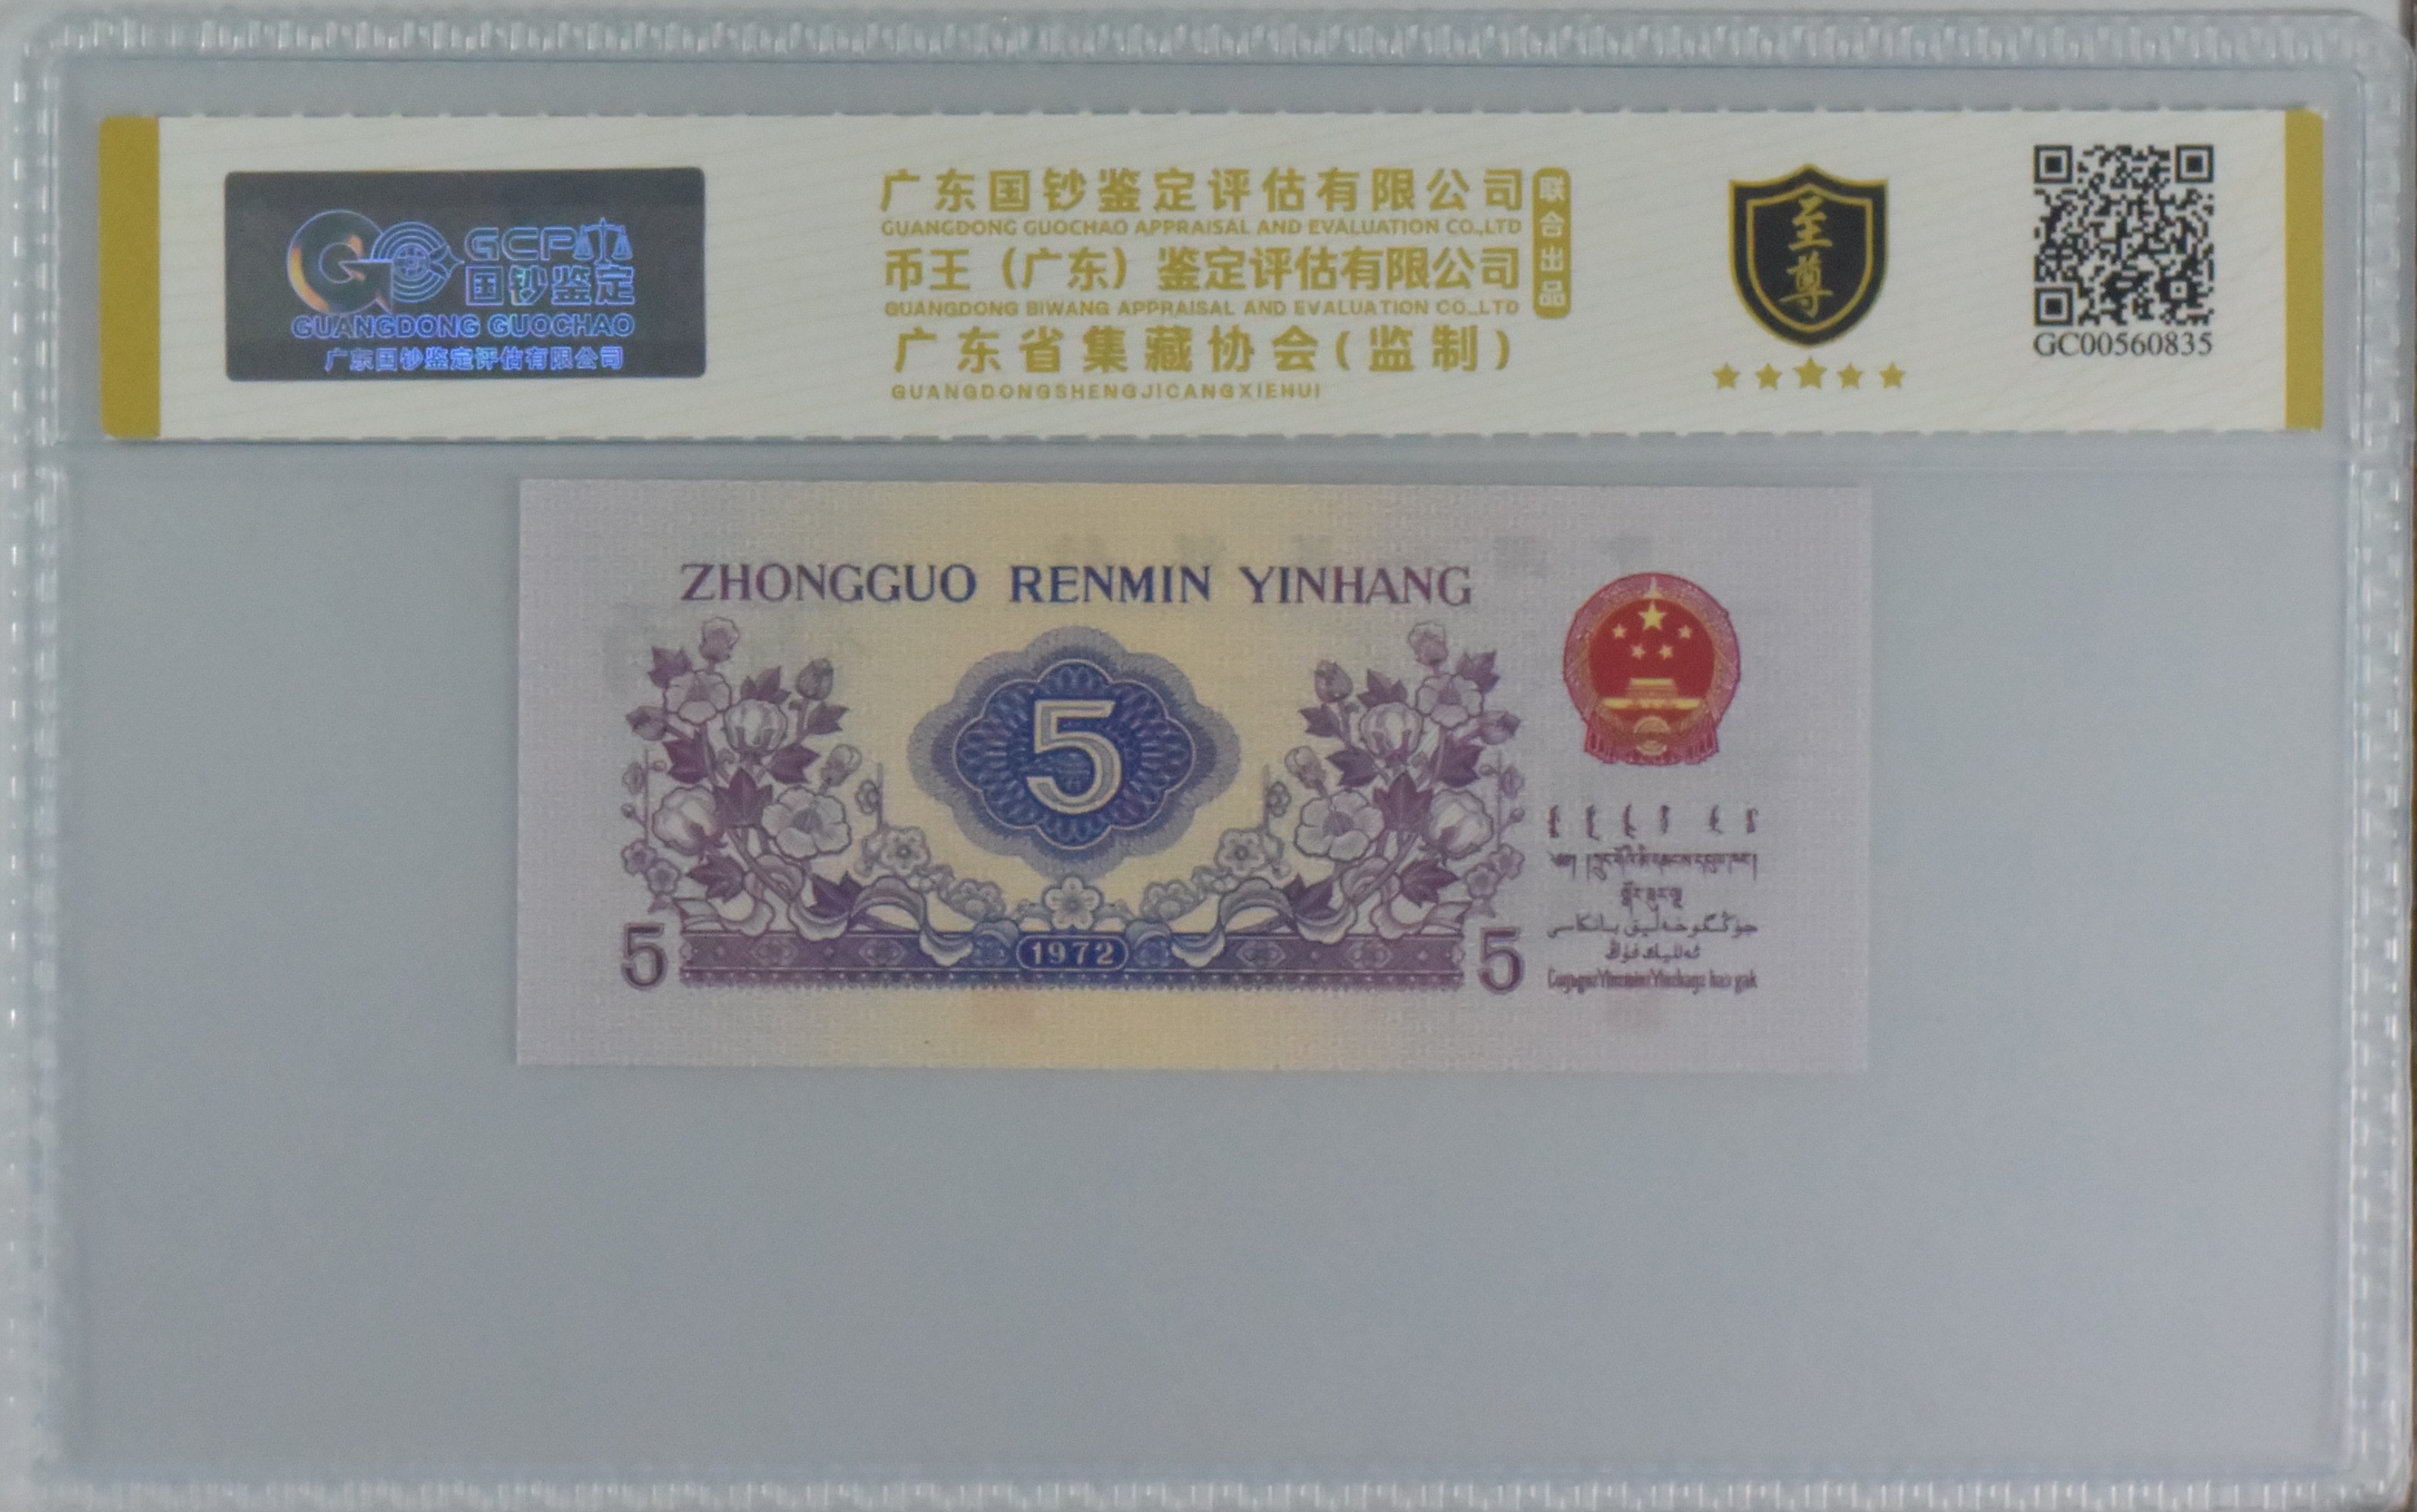 GCP
国钞鉴定
GUANGDONG GUOCHAO
广东国钞鉴定评估有限公司
广东国钞鉴定评估有限公司
GUANGDONG GUOCHAO APPRAISAL AND EVALUATION CO.,LTD
币王（广东）鉴定评估有限公司
GUANGDONG BIWANG APPRAISAL AND EVALUATION CO.,LTD
广东省集藏协会(监制)
GUANGDONGSHENGJICANGXIEHUI
联合出品
至尊
GC00560835
ZHONGGUO RENMIN YINHANG
5
1972
5
5
جۇڭگو خەلىق بانكاسى